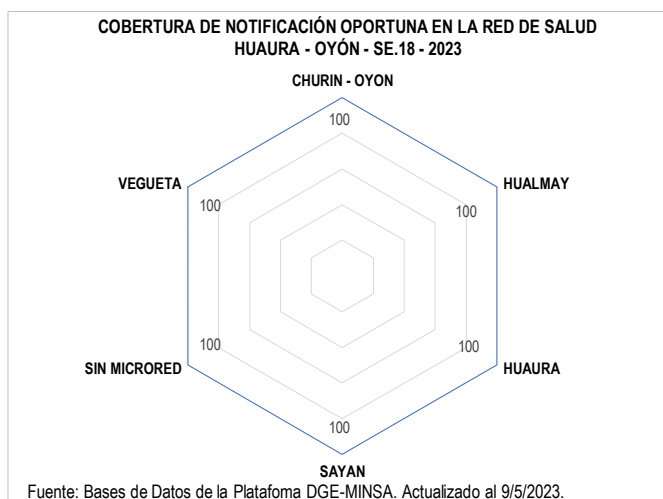 COBERTURA DE NOTIFICACIÓN OPORTUNA EN LA RED DE SALUD
HUAURA - OYÓN - SE.18 - 2023
CHURIN - OYON
100
VEGUETA
HUALMAY
100
100
100
100
SIN MICRORED
HUAURA
100
SAYAN
Fuente: Bases de Datos de la Platafoma DGE-MINSA. Actualizado al 9/5/2023.